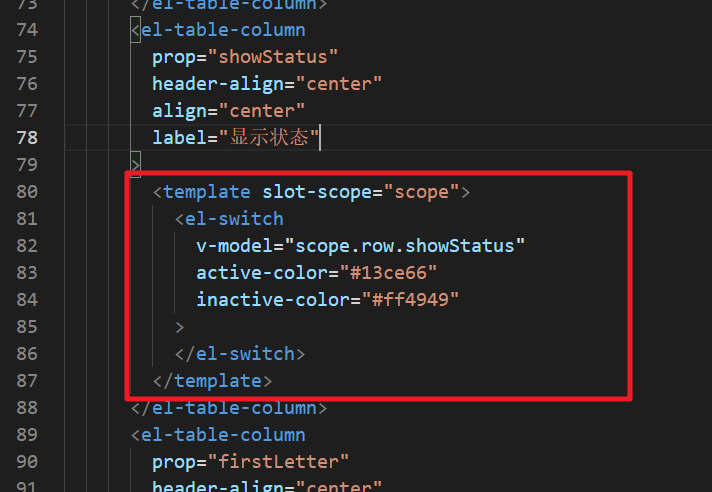 73 </el-table-column>
74 <el-table-column
75 prop="showStatus"
76 header-align="center"
77 align="center"
78 label="显示状态"
79 >
80 <template slot-scope="scope">
81 <el-switch
82 v-model="scope.row.showStatus"
83 active-color="#13ce66"
84 inactive-color="#ff4949"
85 >
86 </el-switch>
87 </template>
88 </el-table-column>
89 <el-table-column
90 prop="firstLetter"
91 header-align="center"